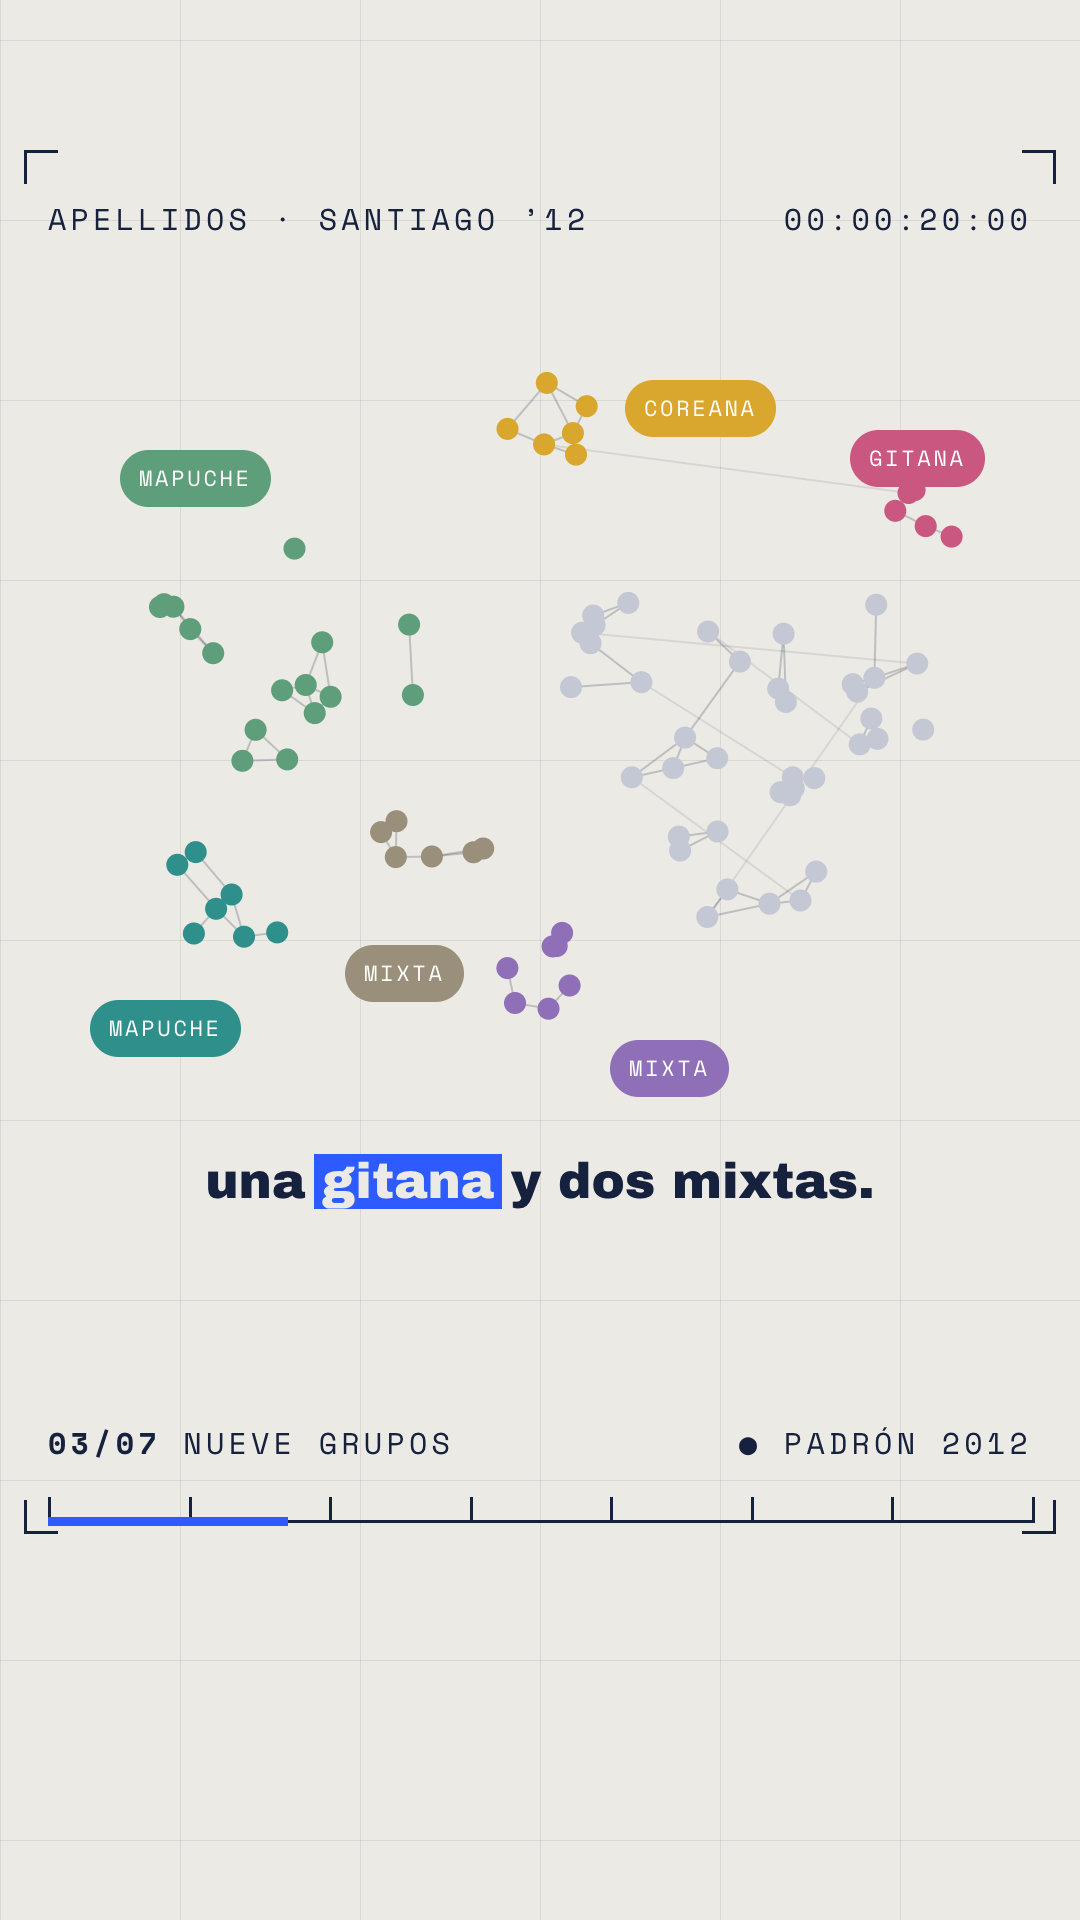 APELLIDOS · SANTIAGO ’12
00:00:20:00
COREANA
GITANA
MAPUCHE
MIXTA
MAPUCHE
MIXTA
una gitana y dos mixtas.
03/07 NUEVE GRUPOS
● PADRÓN 2012